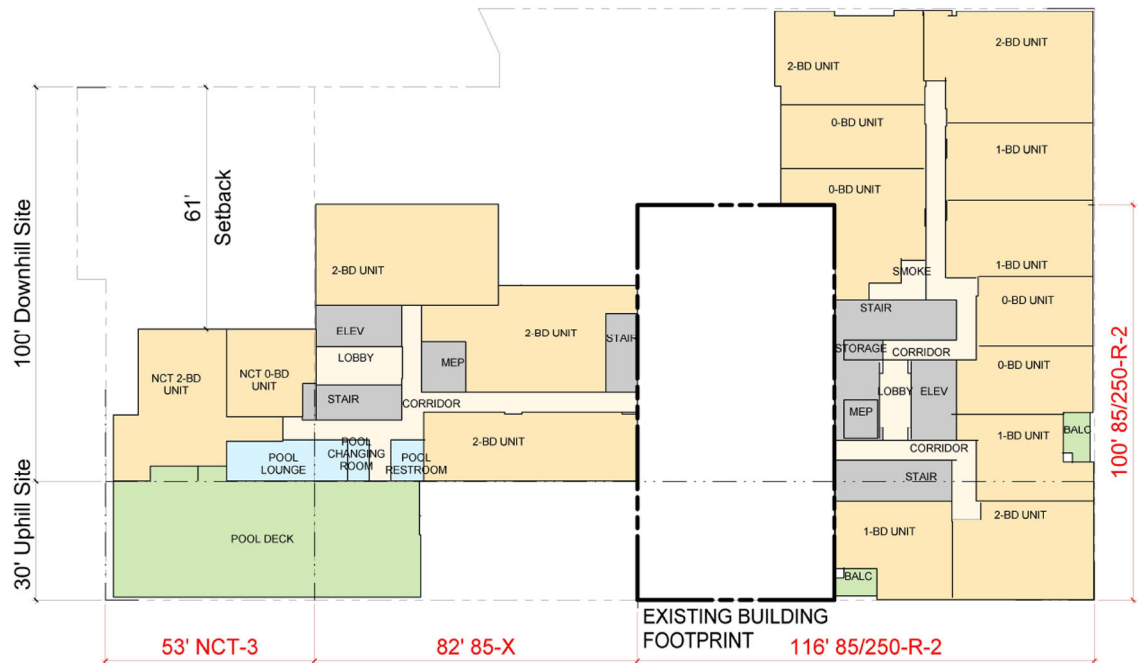 2-BD UNIT
2-BD UNIT
0-BD UNIT
1-BD UNIT
0-BD UNIT
61'
Setback
100' Downhill Site
2-BD UNIT
1-BD UNIT
SMOKE
0-BD UNIT
STAIR
ELEV
2-BD UNIT
STAIR
STORAGE
CORRIDOR
LOBBY
MEP
0-BD UNIT
NCT 2-BD
UNIT
NCT 0-BD
UNIT
STAIR
CORRIDOR
LOBBY
ELEV
MEP
100' 85/250-R-2
2-BD UNIT
1-BD UNIT
BALC
POOL
LOUNGE
POOL
CHANGING
ROOM
POOL
RESTROOM
CORRIDOR
STAIR
30' Uphill Site
POOL DECK
1-BD UNIT
2-BD UNIT
BALC
EXISTING BUILDING
FOOTPRINT
53' NCT-3
82' 85-X
116' 85/250-R-2